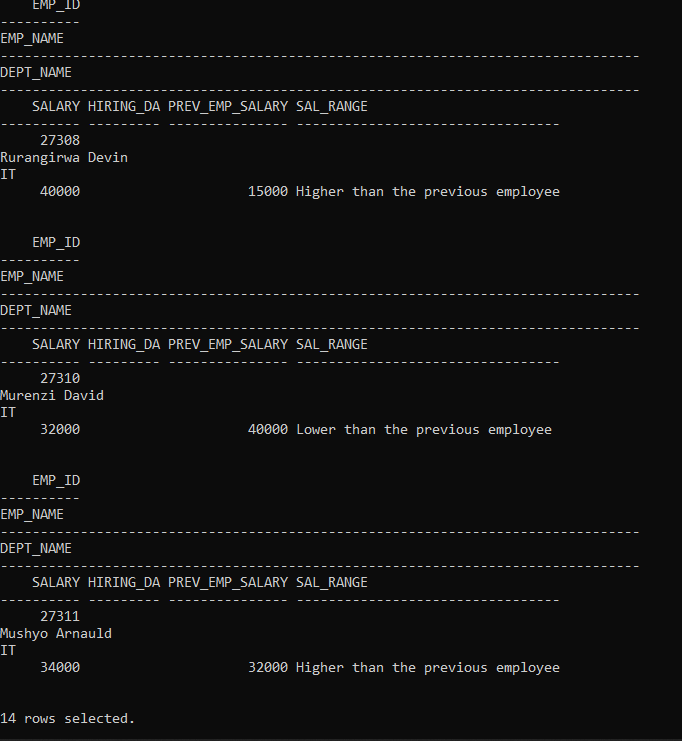 EMP_ID
----------
EMP_NAME
--------------------------------------------------------------------------------
DEPT_NAME
--------------------------------------------------------------------------------
    SALARY HIRING_DA PREV_EMP_SALARY SAL_RANGE
---------- --------- --------------- ---------------------------------
     27308
Rurangirwa Devin
IT
     40000                     15000 Higher than the previous employee

    EMP_ID
----------
EMP_NAME
--------------------------------------------------------------------------------
DEPT_NAME
--------------------------------------------------------------------------------
    SALARY HIRING_DA PREV_EMP_SALARY SAL_RANGE
---------- --------- --------------- ---------------------------------
     27310
Murenzi David
IT
     32000                     40000 Lower than the previous employee

    EMP_ID
----------
EMP_NAME
--------------------------------------------------------------------------------
DEPT_NAME
--------------------------------------------------------------------------------
    SALARY HIRING_DA PREV_EMP_SALARY SAL_RANGE
---------- --------- --------------- ---------------------------------
     27311
Mushyo Arnauld
IT
     34000                     32000 Higher than the previous employee

14 rows selected.